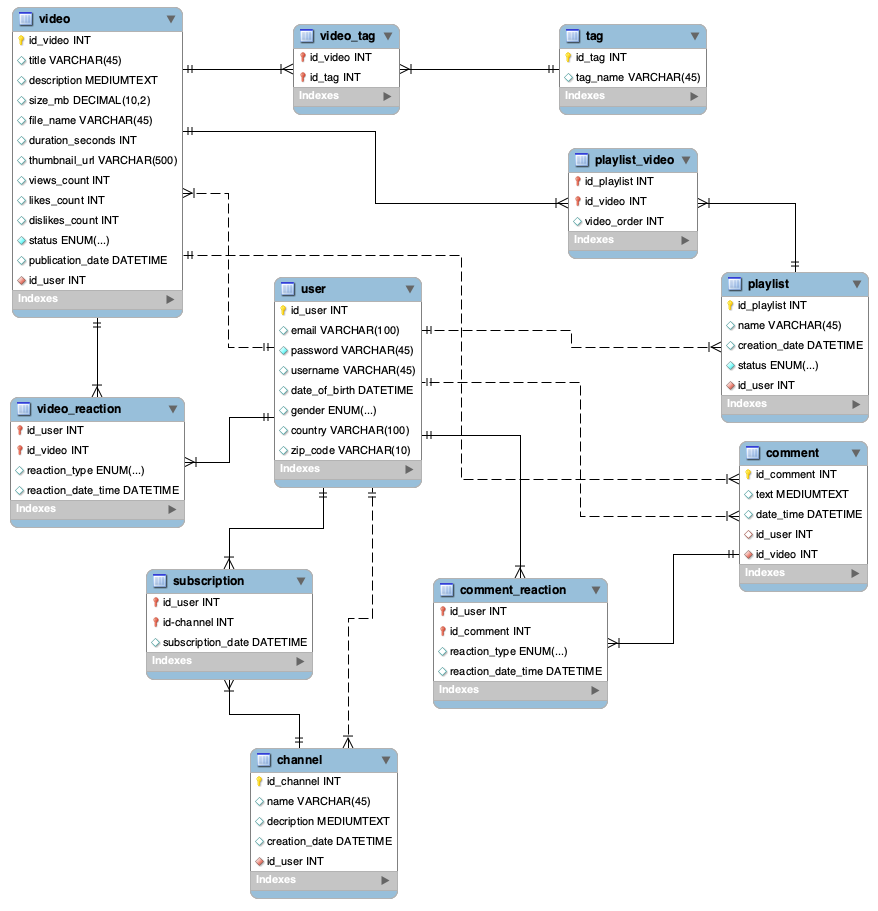 video
id_video INT
title VARCHAR(45)
description MEDIUMTEXT
size_mb DECIMAL(10,2)
file_name VARCHAR(45)
duration_seconds INT
thumbnail_url VARCHAR(500)
views_count INT
likes_count INT
dislikes_count INT
status ENUM(...)
publication_date DATETIME
id_user INT
Indexes
video_tag
id_video INT
id_tag INT
Indexes
tag
id_tag INT
tag_name VARCHAR(45)
Indexes
playlist_video
id_playlist INT
id_video INT
video_order INT
Indexes
user
id_user INT
email VARCHAR(100)
password VARCHAR(45)
username VARCHAR(45)
date_of_birth DATETIME
gender ENUM(...)
country VARCHAR(100)
zip_code VARCHAR(10)
Indexes
playlist
id_playlist INT
name VARCHAR(45)
creation_date DATETIME
status ENUM(...)
id_user INT
Indexes
video_reaction
id_user INT
id_video INT
reaction_type ENUM(...)
reaction_date_time DATETIME
Indexes
comment
id_comment INT
text MEDIUMTEXT
date_time DATETIME
id_user INT
id_video INT
Indexes
subscription
id_user INT
id-channel INT
subscription_date DATETIME
Indexes
comment_reaction
id_user INT
id_comment INT
reaction_type ENUM(...)
reaction_date_time DATETIME
Indexes
channel
id_channel INT
name VARCHAR(45)
decription MEDIUMTEXT
creation_date DATETIME
id_user INT
Indexes